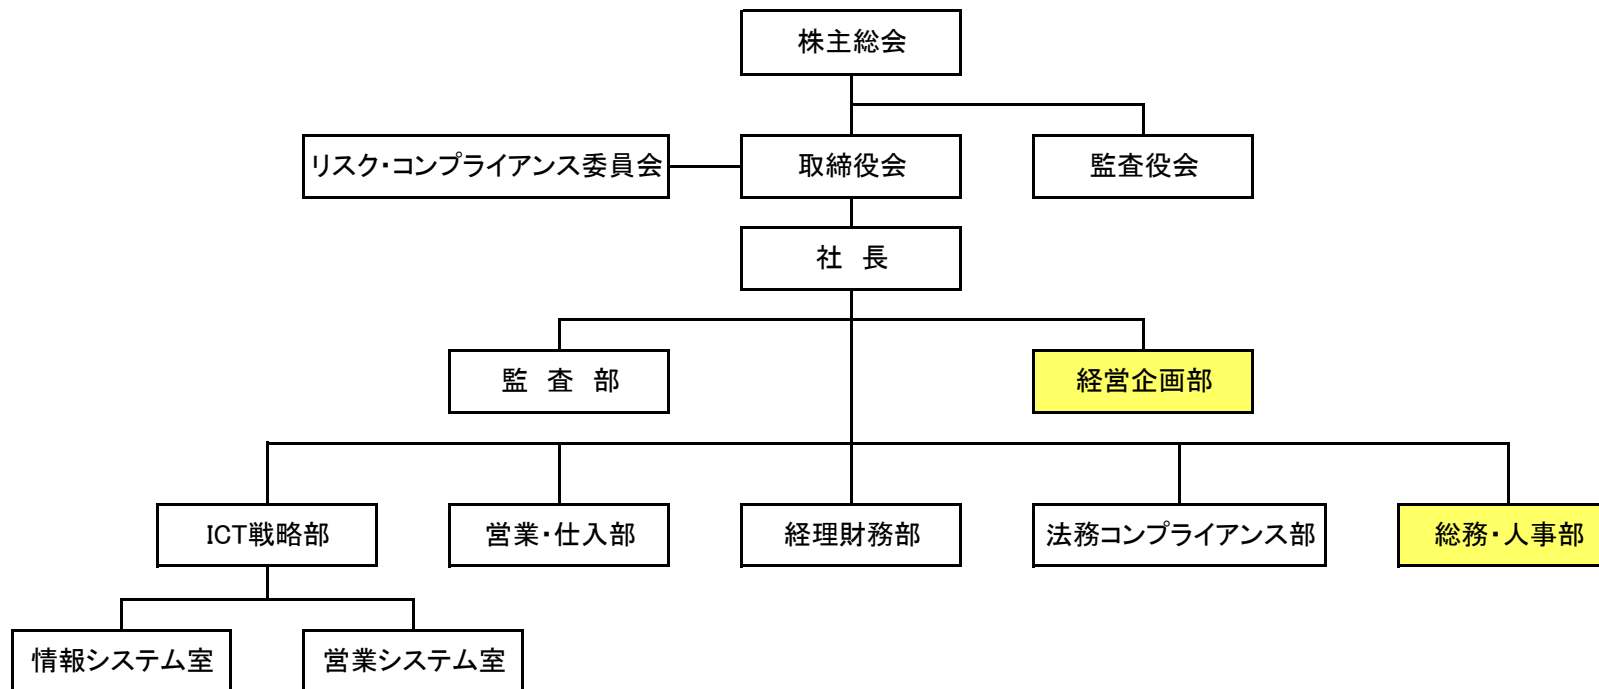 株主総会
リスク・コンプライアンス委員会
取締役会
監査役会
社　長
監　査　部
経営企画部
ICT戦略部
営業・仕入部
経理財務部
法務コンプライアンス部
総務・人事部
情報システム室
営業システム室